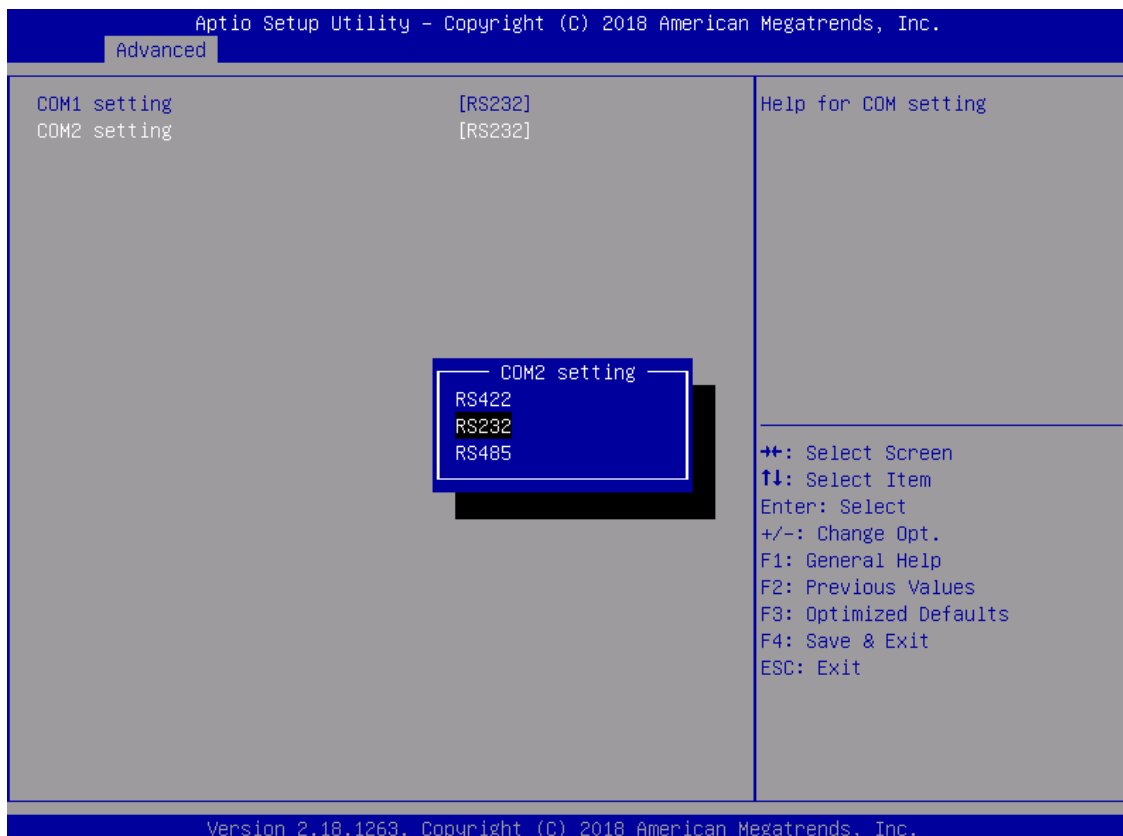 Aptio Setup Utility – Copyright (C) 2018 American Megatrends, Inc.
Advanced
COM1 setting [RS232]
COM2 setting [RS232]
Help for COM setting
COM2 setting
RS422
RS232
RS485
→←: Select Screen
↑↓: Select Item
Enter: Select
+/-: Change Opt.
F1: General Help
F2: Previous Values
F3: Optimized Defaults
F4: Save & Exit
ESC: Exit
Version 2.18.1263. Copyright (C) 2018 American Megatrends, Inc.